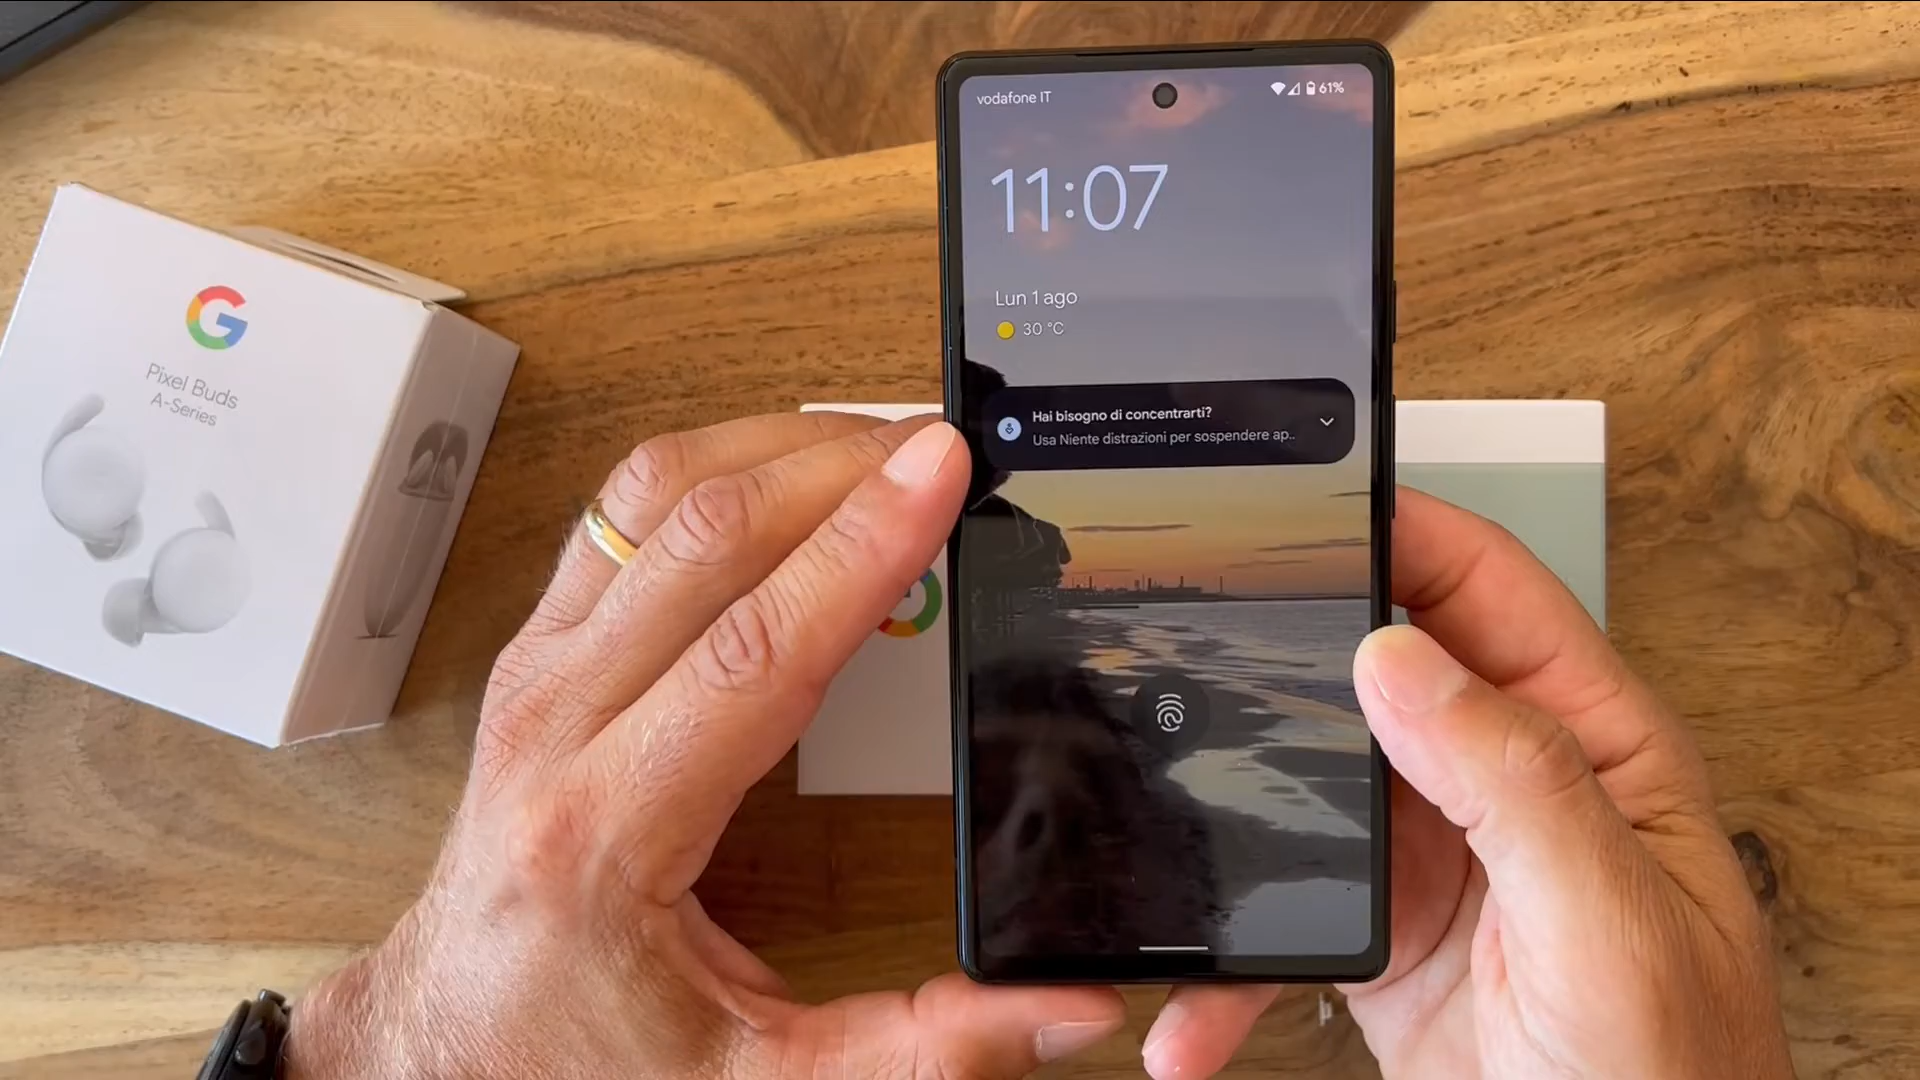 vodafone IT
61%
11:07
Lun 1 ago
30 °C
Hai bisogno di concentrarti?
Usa Niente distrazioni per sospendere ap..
G
Pixel Buds
A-Series